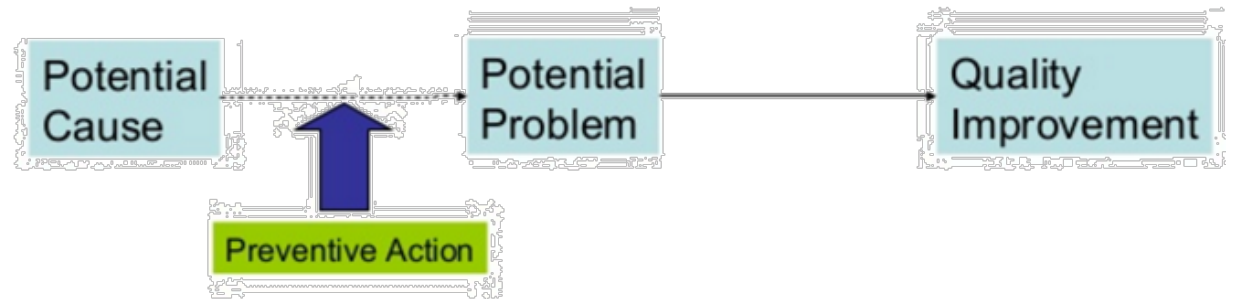 Potential
Cause
Potential
Problem
Quality
Improvement
Preventive Action